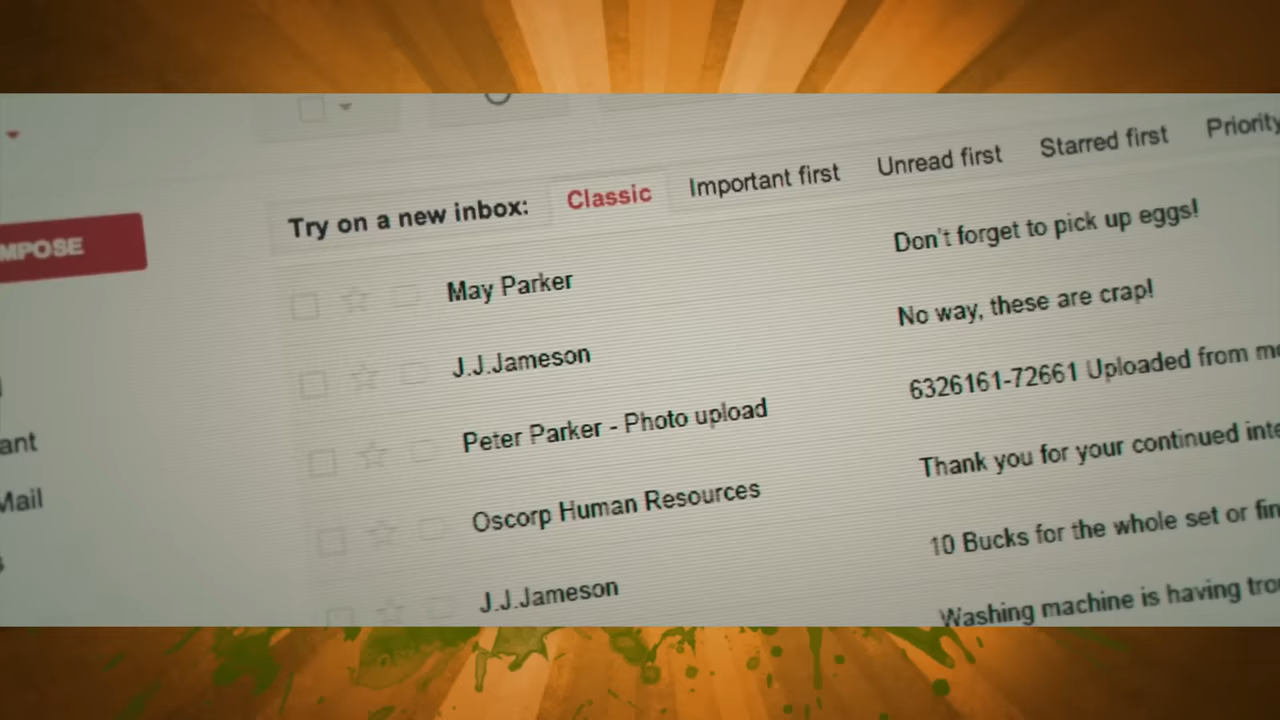 Try on a new inbox: Classic Important first Unread first Starred first Priority
MPOSE
May Parker Don't forget to pick up eggs!
J.J.Jameson No way, these are crap!
Peter Parker - Photo upload 6326161-72661 Uploaded from
ant
Oscorp Human Resources Thank you for your continued
Mail
J.J.Jameson 10 Bucks for the whole set or
Washing machine is having